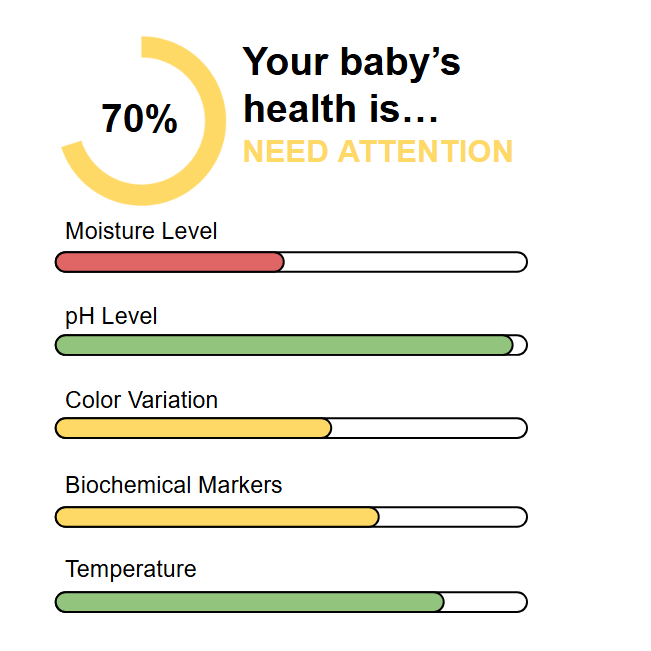 70%
Your baby’s
health is…
NEED ATTENTION
Moisture Level
pH Level
Color Variation
Biochemical Markers
Temperature